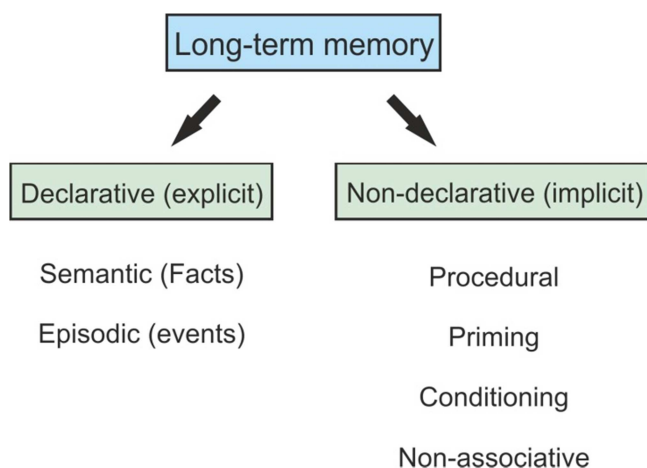 Long-term memory
Declarative (explicit)
Non-declarative (implicit)
Semantic (Facts)
Episodic (events)
Procedural
Priming
Conditioning
Non-associative